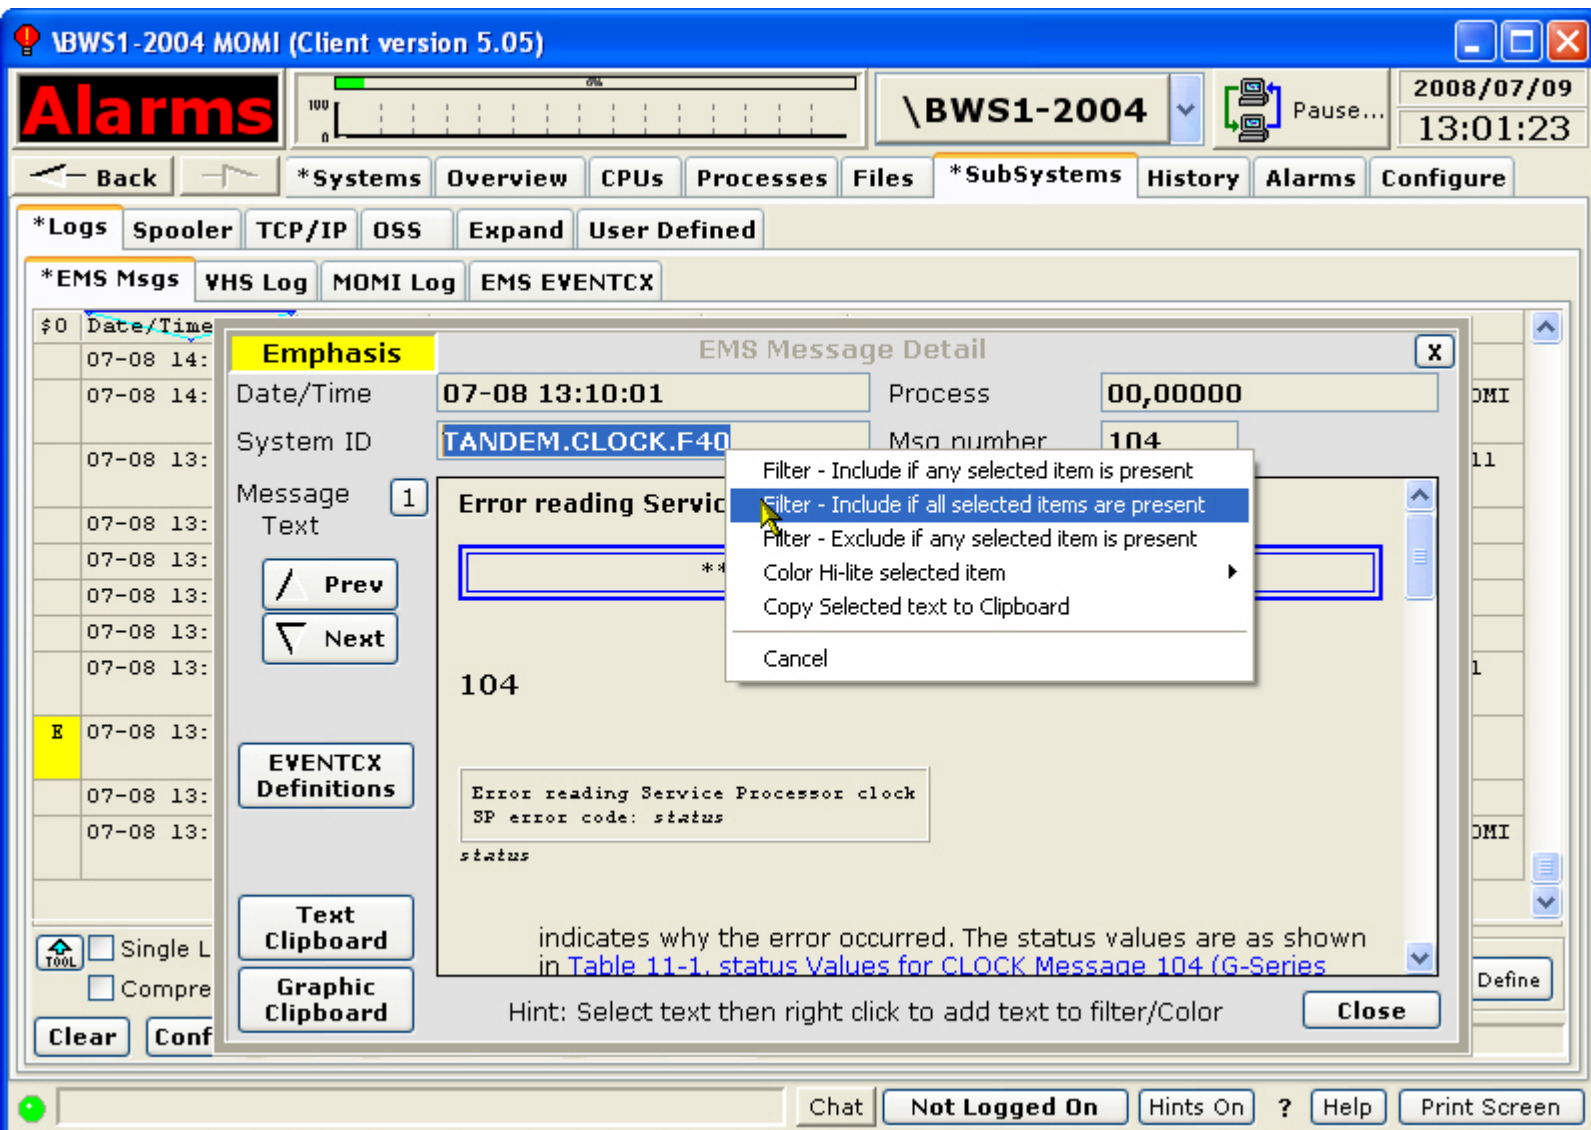 \BWS1-2004 MOMI (Client version 5.05)
Alarms
100
0
0%
\BWS1-2004
Pause...
2008/07/09
13:01:23
Back
*Systems Overview CPUs Processes Files *SubSystems History Alarms Configure
*Logs Spooler TCP/IP OSS Expand User Defined
*EMS Msgs VHS Log MOMI Log EMS EVENTCX
$0 Date/Time
07-08 14:
07-08 14:
OMI
07-08 13:
11
07-08 13:
07-08 13:
07-08 13:
07-08 13:
07-08 13:
1
E 07-08 13:
07-08 13:
07-08 13:
OMI
Emphasis
EMS Message Detail
X
Date/Time 07-08 13:10:01 Process 00,00000
System ID TANDEM.CLOCK.F40 Msg number 104
Message Text 1
Prev
Next
EVENTCX
Definitions
Text
Clipboard
Graphic
Clipboard
Error reading Servic
**
104
Error reading Service Processor clock
SP error code: status
status
indicates why the error occurred. The status values are as shown
in Table 11-1, status Values for CLOCK Message 104 (G-Series
Hint: Select text then right click to add text to filter/Color
Close
Filter - Include if any selected item is present
Filter - Include if all selected items are present
Filter - Exclude if any selected item is present
Color Hi-lite selected item
Copy Selected text to Clipboard
Cancel
TOOL
Single L
Compre
Define
Clear Conf
Chat Not Logged On Hints On ? Help Print Screen